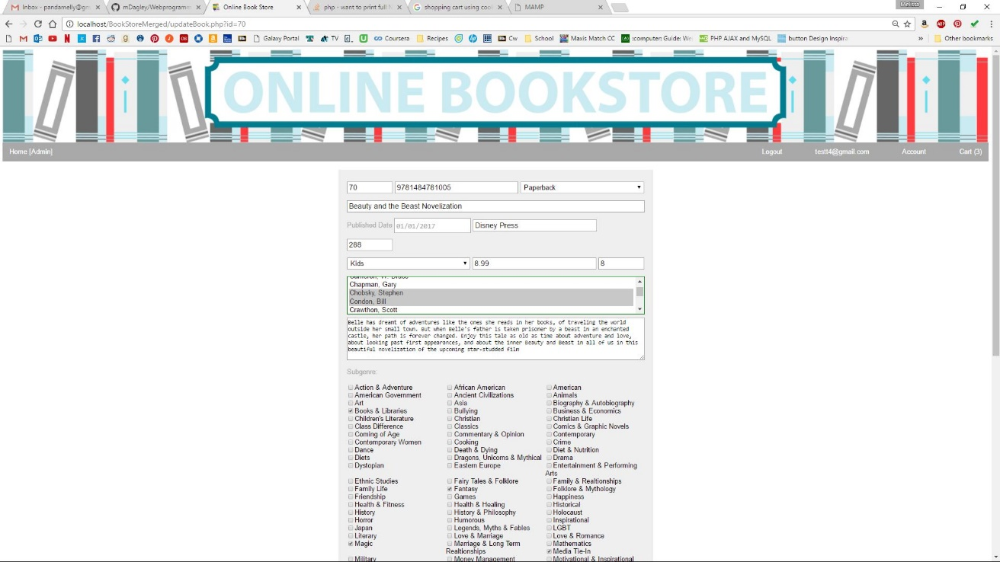 Inbox - pandamelly@gm
mDagley/Webprogramm
Online Book Store
php - want to print full
shopping cart using coo
MAMP
Melissa
localhost/BookStoreMerged/updateBook.php?id=70
Galaxy Portal
TV
Coursera
Recipes
Cw
School
Maxis Match CC
:computer: Guide: We
PHP AJAX and MySQL
button Design Inspira
»
Other bookmarks
ONLINE BOOKSTORE
Home [Admin]
Logout
test14@gmail.com
Account
Cart (3)
70
9781484781005
Paperback
Beauty and the Beast Novelization
Published Date
01/01/2017
Disney Press
288
Kids
8.99
8
Cameron, W. Bruce
Chapman, Gary
Chobsky, Stephen
Condon, Bill
Crawthon, Scott
Belle has dreamt of adventures like the ones she reads in her books, of traveling the world
outside her small town. But when Belle's father is taken prisoner by a beast in an enchanted
castle, her path is forever changed. Enjoy this tale as old as time about adventure and love,
about looking past first appearances, and about the inner Beauty and Beast in all of us in this
beautiful novelization of the upcoming star-studded film
Subgenre:
Action & Adventure
African American
American
American Government
Ancient Civilizations
Animals
Art
Asia
Biography & Autobiography
Books & Libraries
Bullying
Business & Economics
Children's Literature
Christian
Christian Life
Class Difference
Classics
Comics & Graphic Novels
Coming of Age
Commentary & Opinion
Contemporary
Contemporary Women
Cooking
Crime
Dance
Death & Dying
Diet & Nutrition
Diets
Dragons, Unicorns & Mythical
Drama
Dystopian
Eastern Europe
Entertainment & Performing
Arts
Ethnic Studies
Fairy Tales & Folklore
Family & Realtionships
Family Life
Fantasy
Folklore & Mythology
Friendship
Games
Happiness
Health & Fitness
Health & Healing
Historical
History
History & Philosophy
Holocaust
Horror
Humorous
Inspirational
Japan
Legends, Myths & Fables
LGBT
Literary
Love & Marriage
Love & Romance
Magic
Marriage & Long Term
Realtionships
Mathematics
Media Tie-In
Military
Money Management
Motivational & Inspirational